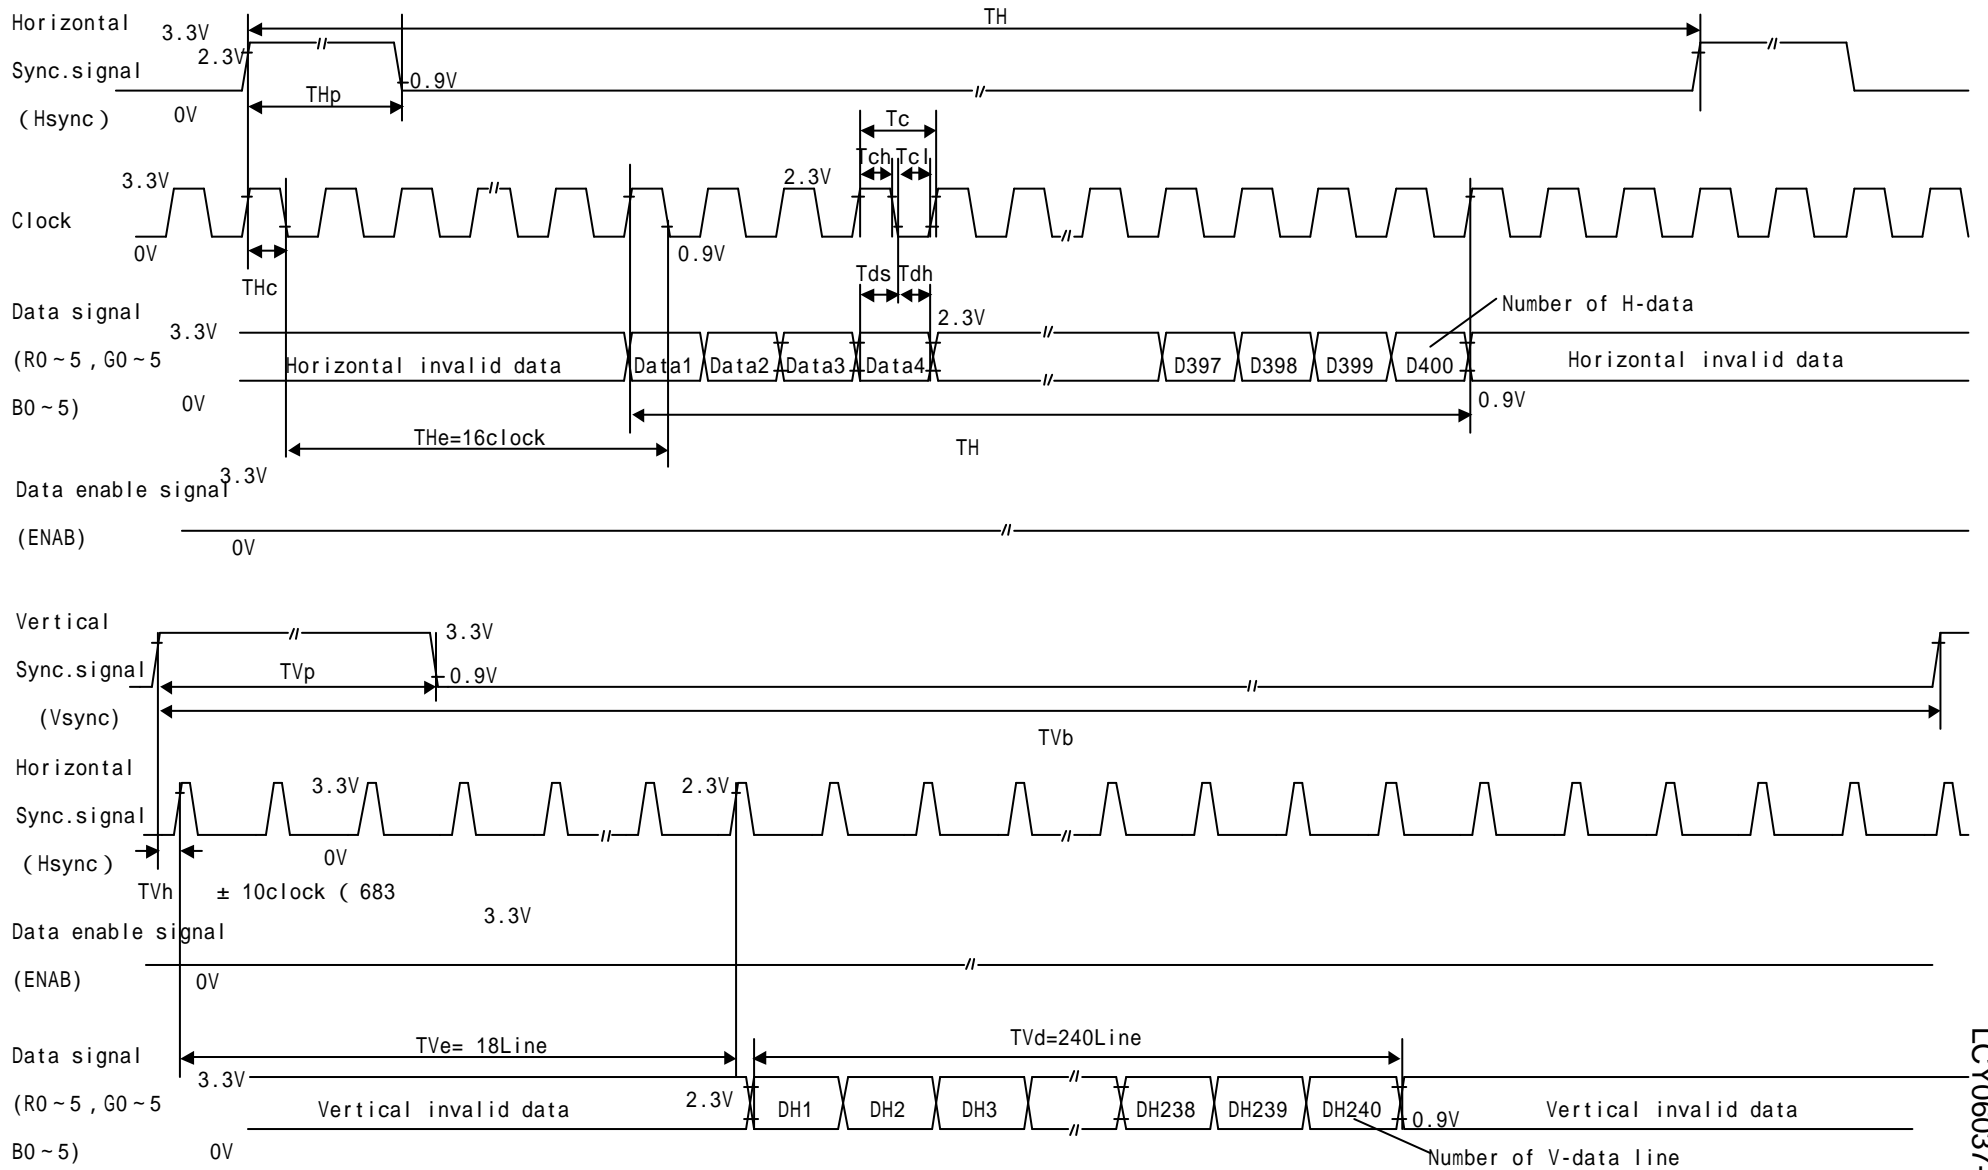 Horizontal
3.3V
TH
2.3V
Sync.signal
THp
0.9V
(Hsync)
0V
Tc
Tch
Tcl
3.3V
2.3V
Clock
0V
0.9V
THc
Tds
Tdh
Data signal
3.3V
2.3V
Number of H-data
(R0~5,G0~5
Horizontal invalid data
Data1
Data2
Data3
Data4
D397
D398
D399
D400
Horizontal invalid data
B0~5)
0V
0.9V
THe=16clock
TH
3.3V
Data enable signal
(ENAB)
0V
Vertical
3.3V
Sync.signal
TVp
0.9V
(Vsync)
TVb
Horizontal
3.3V
2.3V
Sync.signal
(Hsync)
0V
TVh
± 10clock ( 683
3.3V
Data enable signal
(ENAB)
0V
TVe= 18Line
TVd=240Line
Data signal
3.3V
(R0~5,G0~5
Vertical invalid data
2.3V
DH1
DH2
DH3
DH238
DH239
DH240
0.9V
Vertical invalid data
B0~5)
0V
Number of V-data line